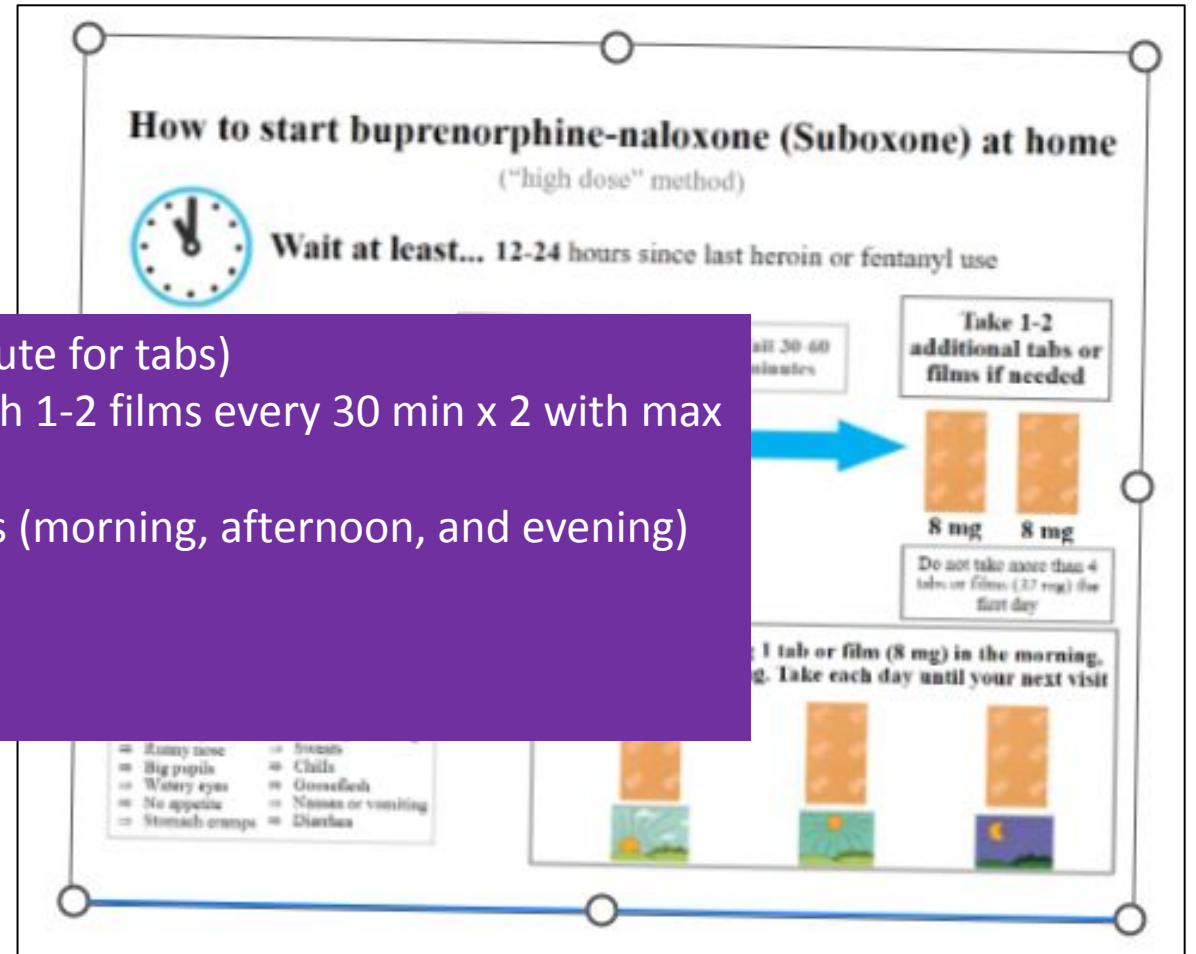 How to start buprenorphine-naloxone (Suboxone) at home
("high dose" method)
Wait at least... 12-24 hours since last heroin or fentanyl use
ute for tabs)
h 1-2 films every 30 min x 2 with max
s (morning, afternoon, and evening)
30-60
minutes
Take 1-2
additional tabs or
films if needed
8 mg 8 mg
Do not take more than 4
tabs or films mg) the
first day
1 tab or film (8 mg) in the morning,
g. Take each day until your next visit
⇒ Runny nose
⇒ Big pupils
⇒ Watery eyes
⇒ No appetite
⇒ Stomach cramps
⇒ Sweats
⇒ Chills
⇒ Gooseflesh
⇒ Nausea or vomiting
⇒ Diarrhea